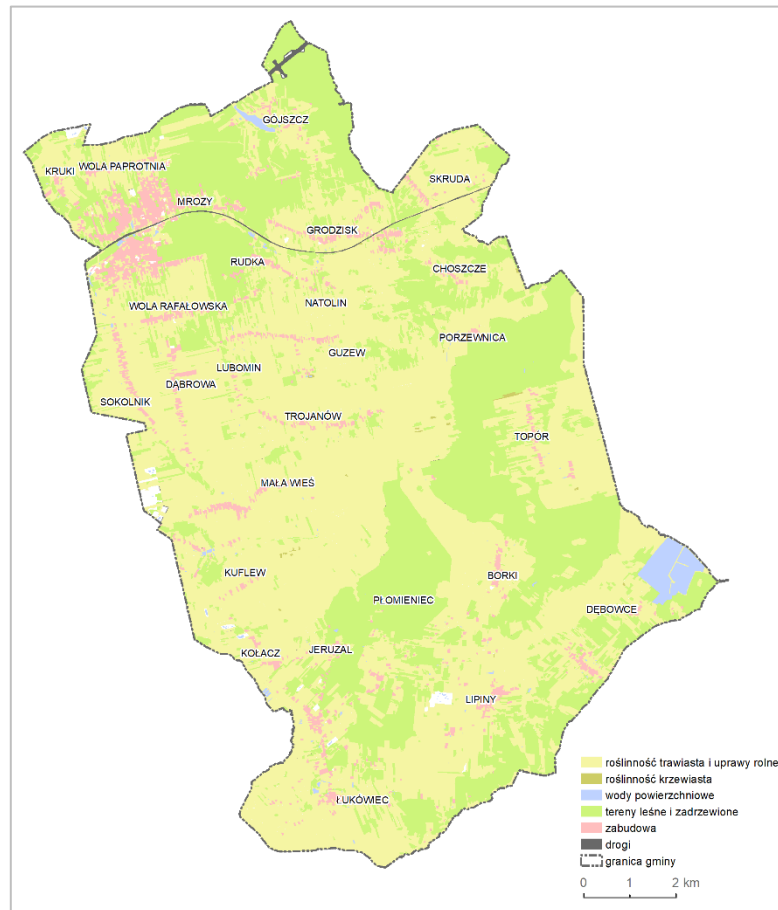 GÓJSZCZ
WOLA PAPROTNIA
KRUKI
SKRUDA
MROZY
GRODZISK
RUDKA
CHOSZCZE
WOLA RAFAŁOWSKA
NATOLIN
PORZEWNICA
GUZEW
LUBOMIN
DĄBROWA
SOKOLNIK
TROJANÓW
TOPÓR
MAŁA WIEŚ
KUFLEW
BORKI
PŁOMIENIEC
DĘBOWCE
KOŁACZ
JERUZAL
LIPINY
ŁUKÓWIEC
roślinność trawiasta i uprawy rolne
roślinność krzewiasta
wody powierzchniowe
tereny leśne i zadrzewione
zabudowa
drogi
granica gminy
0 1 2 km